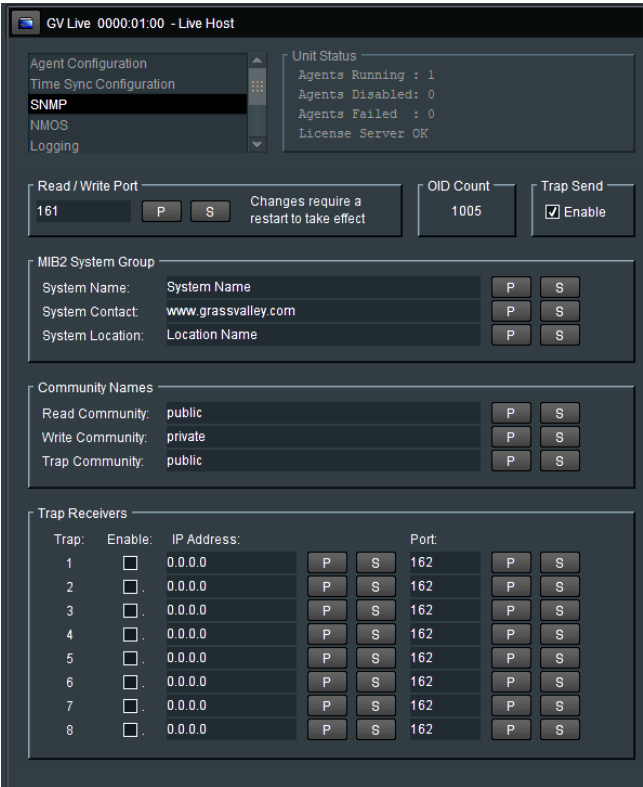 GV Live 0000:01:00 - Live Host
Agent Configuration
Time Sync Configuration
SNMP
NMOS
Logging
Unit Status
Agents Running : 1
Agents Disabled: 0
Agents Failed : 0
License Server OK
Read / Write Port
161 P S Changes require a
restart to take effect
OID Count
1005
Trap Send
Enable
MIB2 System Group
System Name: System Name P S
System Contact: www.grassvalley.com P S
System Location: Location Name P S
Community Names
Read Community: public P S
Write Community: private P S
Trap Community: public P S
Trap Receivers
Trap: Enable: IP Address: Port:
1 0.0.0.0 P S 162 P S
2 . 0.0.0.0 P S 162 P S
3 . 0.0.0.0 P S 162 P S
4 . 0.0.0.0 P S 162 P S
5 . 0.0.0.0 P S 162 P S
6 . 0.0.0.0 P S 162 P S
7 . 0.0.0.0 P S 162 P S
8 . 0.0.0.0 P S 162 P S